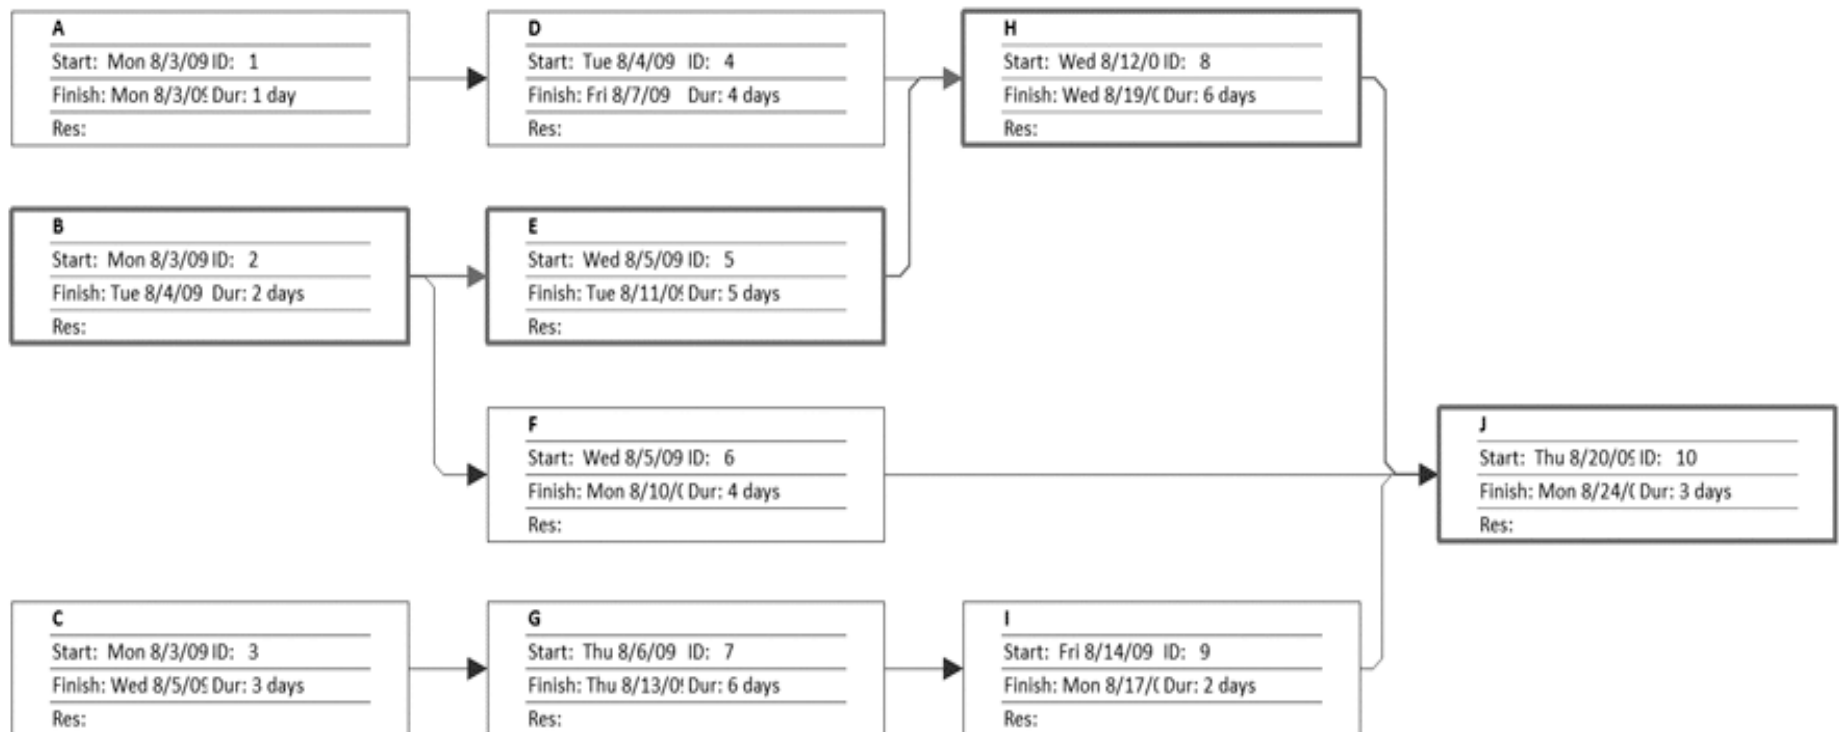 A
Start: Mon 8/3/09 ID: 1
Finish: Mon 8/3/09 Dur: 1 day
Res:
D
Start: Tue 8/4/09 ID: 4
Finish: Fri 8/7/09 Dur: 4 days
Res:
H
Start: Wed 8/12/0 ID: 8
Finish: Wed 8/19/( Dur: 6 days
Res:
B
Start: Mon 8/3/09 ID: 2
Finish: Tue 8/4/09 Dur: 2 days
Res:
E
Start: Wed 8/5/09 ID: 5
Finish: Tue 8/11/09 Dur: 5 days
Res:
F
Start: Wed 8/5/09 ID: 6
Finish: Mon 8/10/( Dur: 4 days
Res:
J
Start: Thu 8/20/09 ID: 10
Finish: Mon 8/24/( Dur: 3 days
Res:
C
Start: Mon 8/3/09 ID: 3
Finish: Wed 8/5/09 Dur: 3 days
Res:
G
Start: Thu 8/6/09 ID: 7
Finish: Thu 8/13/0! Dur: 6 days
Res:
I
Start: Fri 8/14/09 ID: 9
Finish: Mon 8/17/( Dur: 2 days
Res: